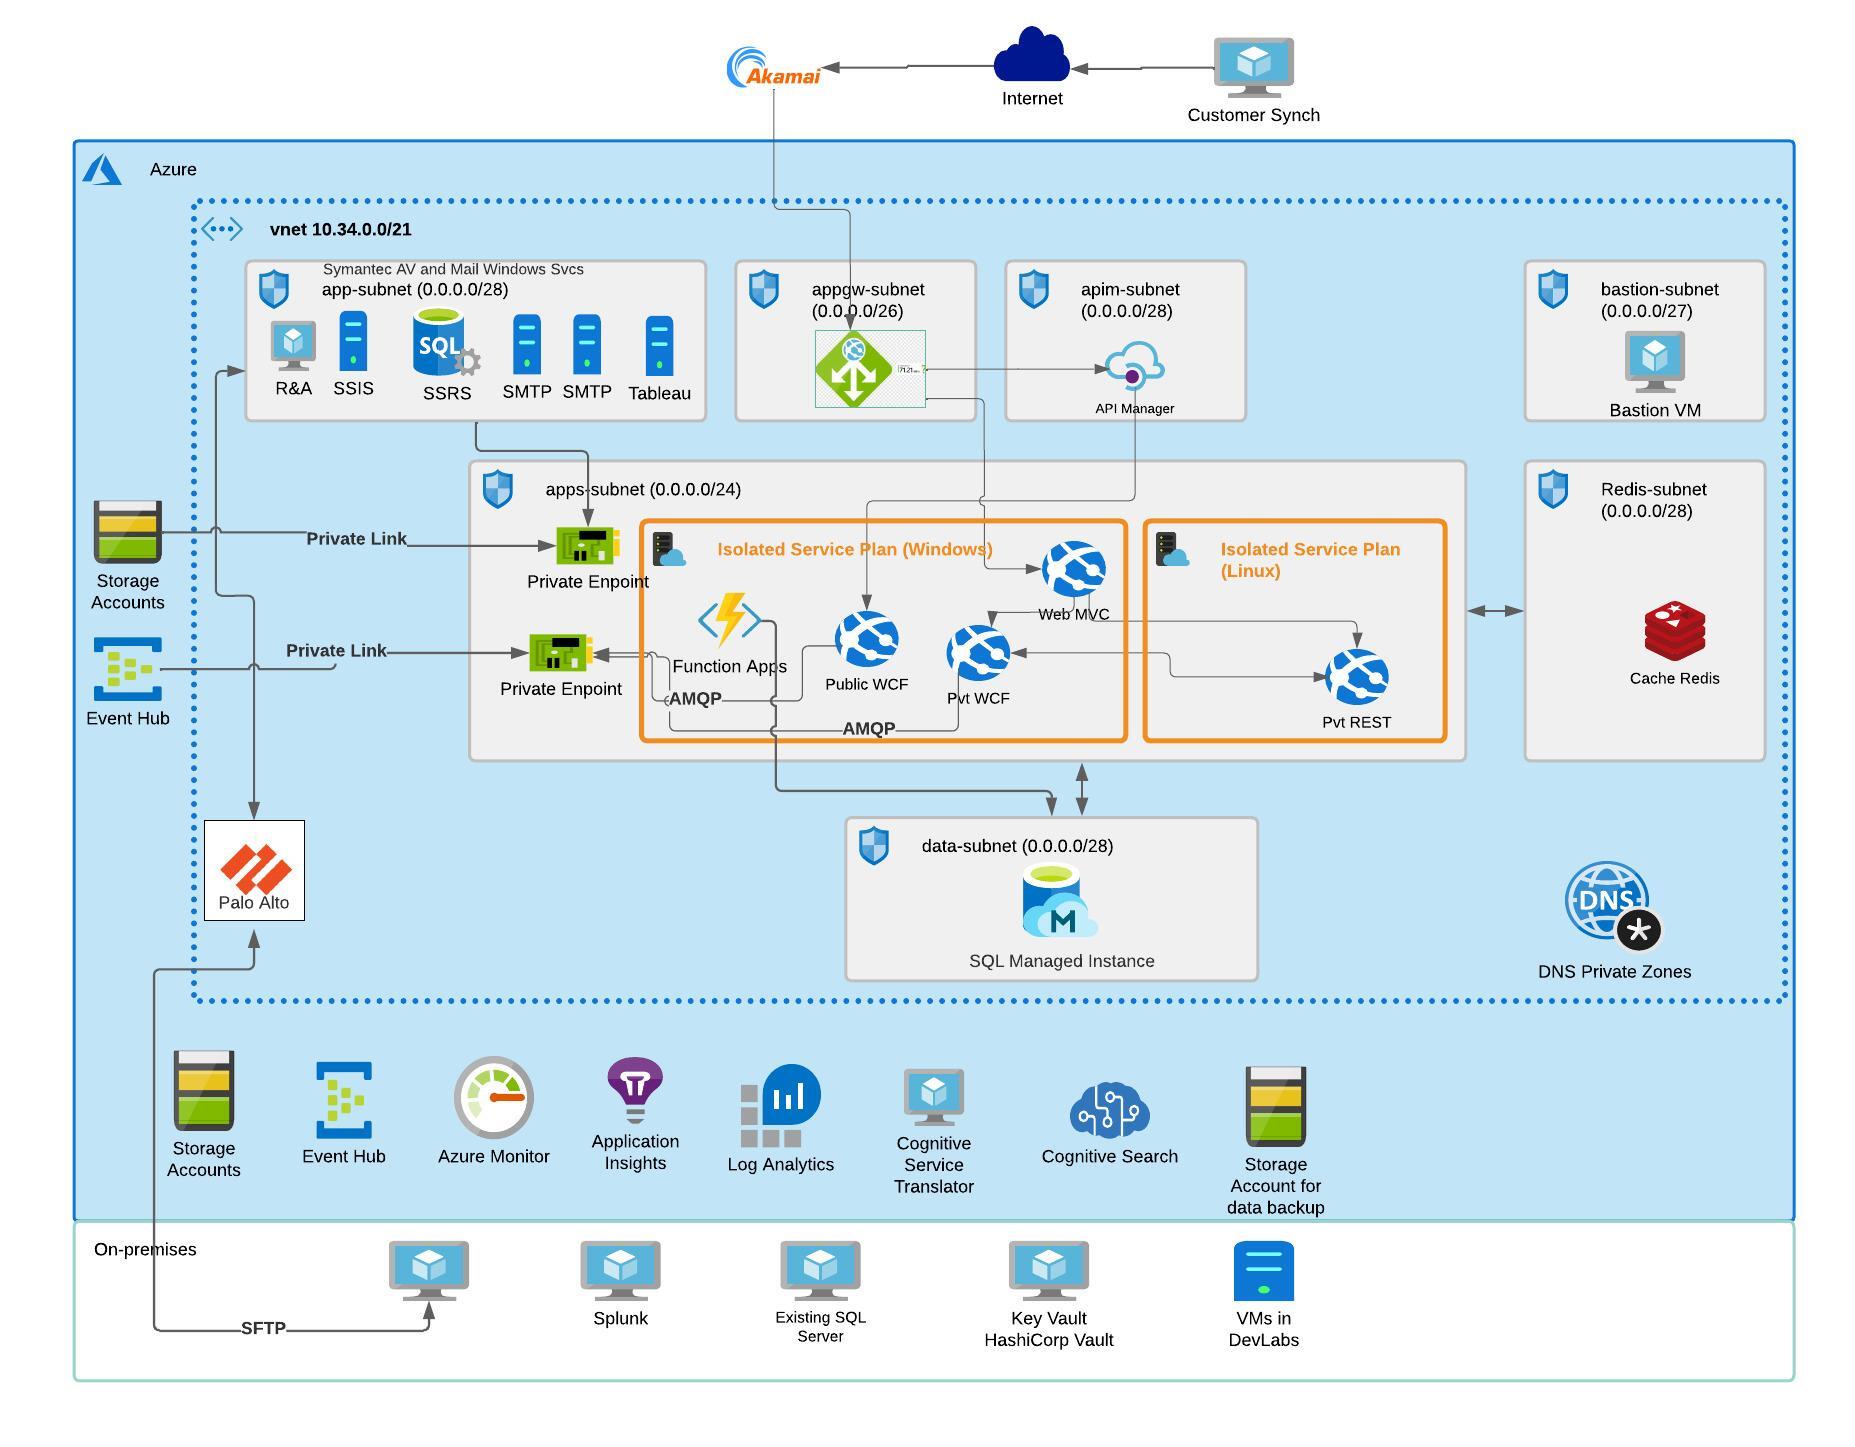 Akamai
Internet
Customer Synch
Azure
vnet 10.34.0.0/21
Symantec AV and Mail Windows Svcs
app-subnet (0.0.0.0/28)
R&A
SSIS
SQL
SSRS
SMTP
SMTP
Tableau
appgw-subnet
(0.0.0.0/26)
apim-subnet
(0.0.0.0/28)
API Manager
bastion-subnet
(0.0.0.0/27)
Bastion VM
apps-subnet (0.0.0.0/24)
Redis-subnet
(0.0.0.0/28)
Cache Redis
Storage
Accounts
Private Link
Private Enpoint
Isolated Service Plan (Windows)
Isolated Service Plan
(Linux)
Web MVC
Function Apps
Public WCF
Pvt WCF
Pvt REST
Event Hub
Private Link
Private Enpoint
AMQP
AMQP
Palo Alto
data-subnet (0.0.0.0/28)
M
SQL Managed Instance
DNS
DNS Private Zones
Storage
Accounts
Event Hub
Azure Monitor
Application
Insights
Log Analytics
Cognitive
Service
Translator
Cognitive Search
Storage
Account for
data backup
On-premises
SFTP
Splunk
Existing SQL
Server
Key Vault
HashiCorp Vault
VMs in
DevLabs